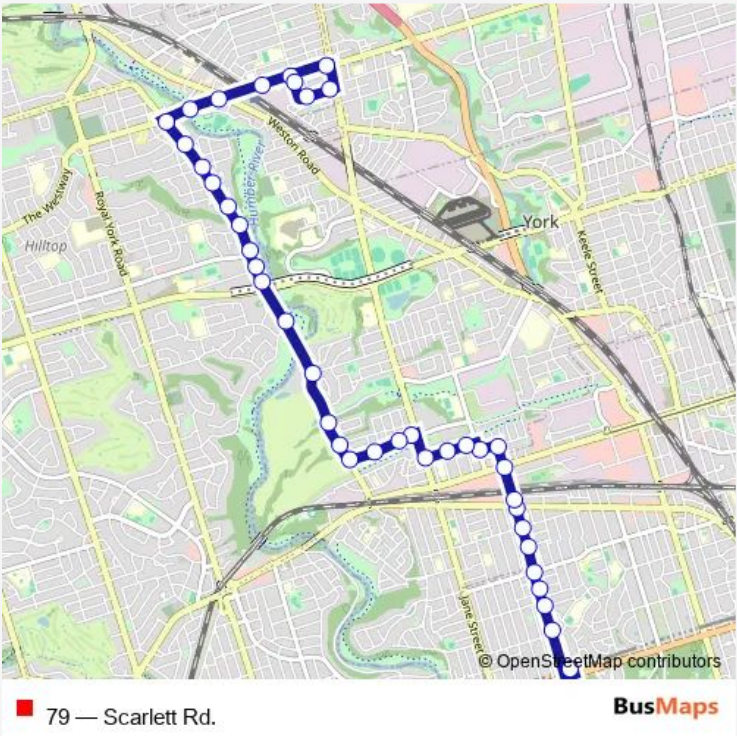 Weston Road
Humber River
The Westway
Royal York Road
Hilltop
York
Keele Street
Jane Street
© OpenStreetMap contributors
79 — Scarlett Rd.
BusMaps